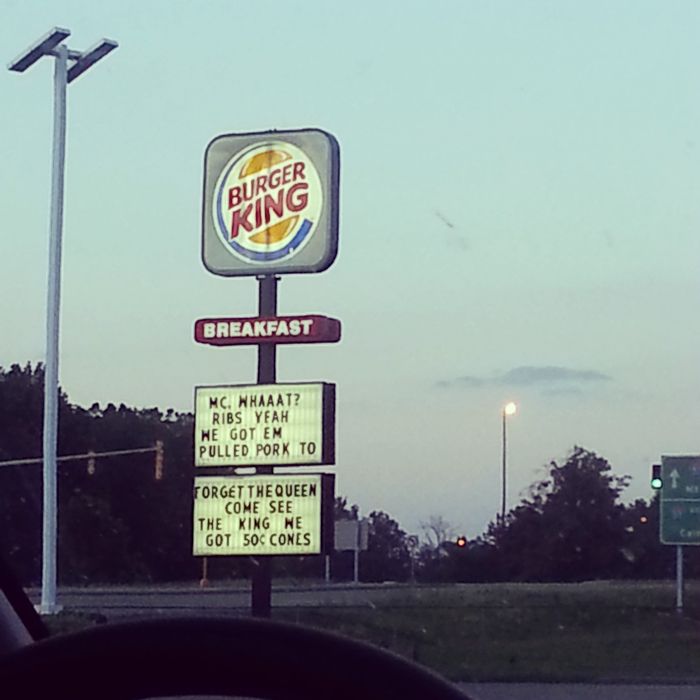 BURGER
KING
BREAKFAST
MC. WHAAAT?
RIBS YEAH
WE GOT EM
PULLED PORK TO
FORGET THE QUEEN
COME SEE
THE KING WE
GOT 50¢ CONES